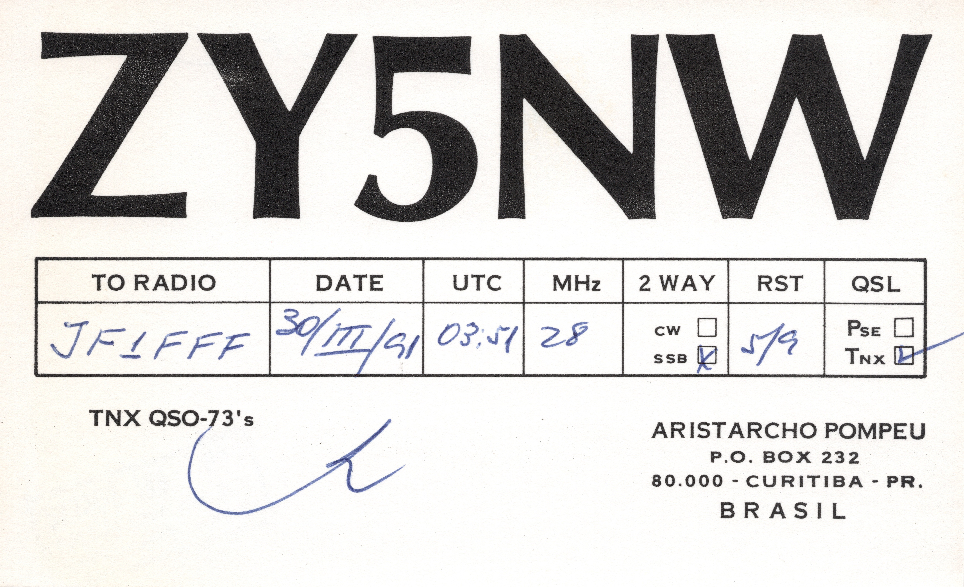 ZY5NW
TO RADIO DATE UTC MHz 2 WAY RST QSL
JF1FFF 30/III/91 03:51 28 CW SSB 5/9 PSE TNX
TNX QSO-73's
ARISTARCHO POMPEU
P.O. BOX 232
80.000 - CURITIBA - PR.
BRASIL